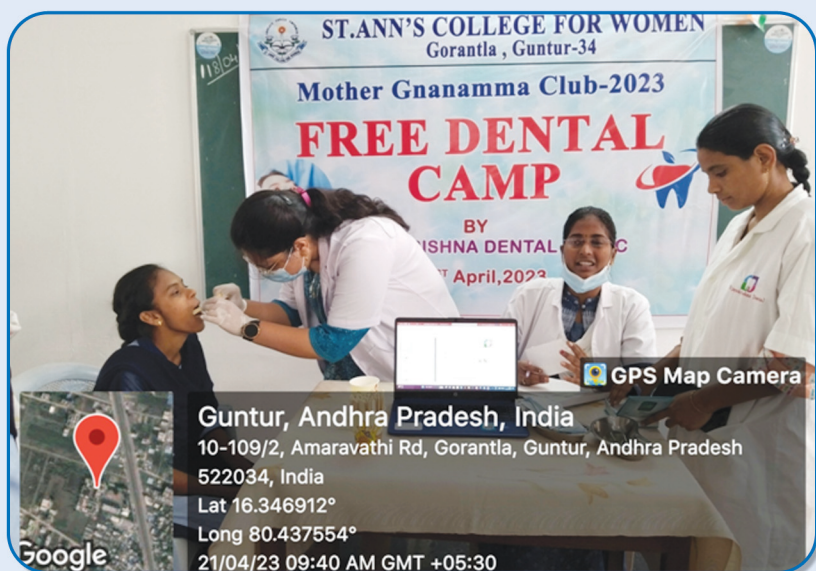 ST.ANN'S COLLEGE FOR WOMEN
Gorantla , Guntur-34
Mother Gnanamma Club-2023
FREE DENTAL
CAMP
BY
DENTAL
April,2023
GPS Map Camera
Guntur, Andhra Pradesh, India
10-109/2, Amaravathi Rd, Gorantla, Guntur, Andhra Pradesh
522034, India
Lat 16.346912°
Long 80.437554°
21/04/23 09:40 AM GMT +05:30
Google